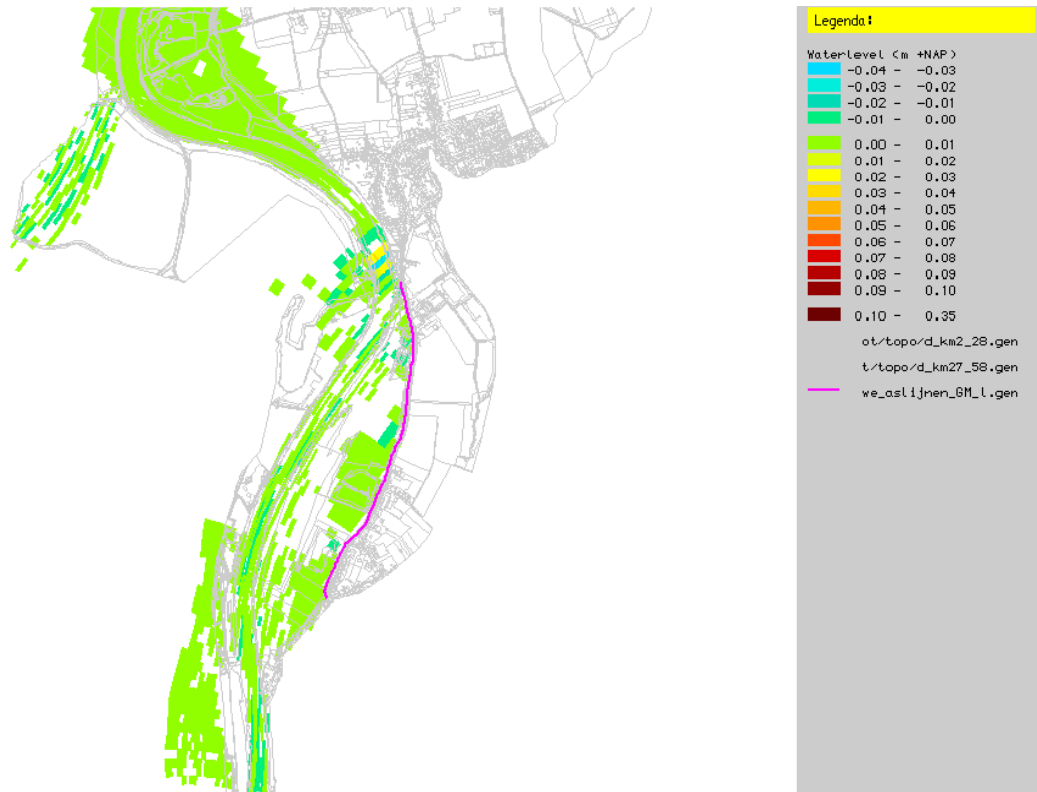 Legenda:
Waterlevel (m +NAP)
-0.04 - -0.03
-0.03 - -0.02
-0.02 - -0.01
-0.01 - 0.00
0.00 - 0.01
0.01 - 0.02
0.02 - 0.03
0.03 - 0.04
0.04 - 0.05
0.05 - 0.06
0.06 - 0.07
0.07 - 0.08
0.08 - 0.09
0.09 - 0.10
0.10 - 0.35
ot/topo/d_km2_28.gen
t/topo/d_km27_58.gen
we_aslijnen_GM_l.gen